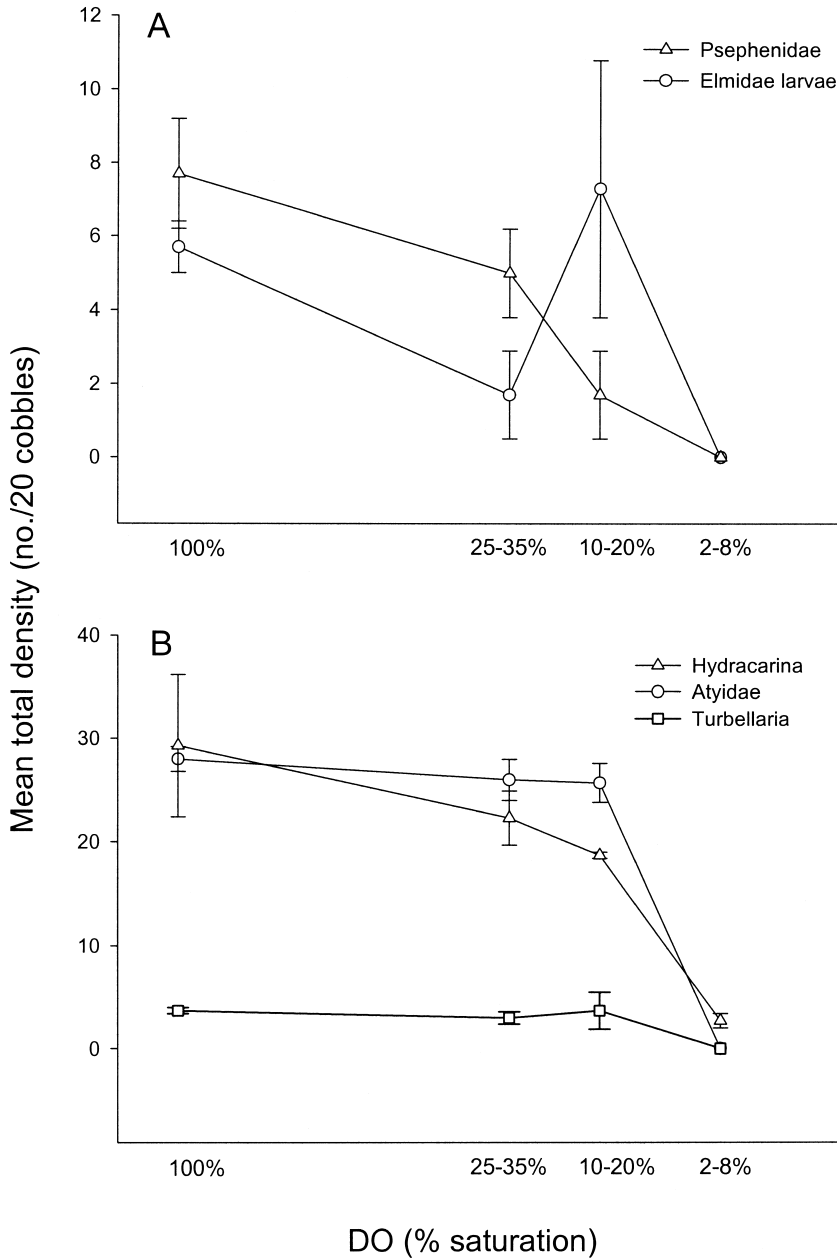 Mean total density (no./20 cobbles)
A
12
10
8
6
4
2
0
Psephenidae
Elmidae larvae
100%
25-35%
10-20%
2-8%
B
40
30
20
10
0
Hydracarina
Atyidae
Turbellaria
100%
25-35%
10-20%
2-8%
DO (% saturation)